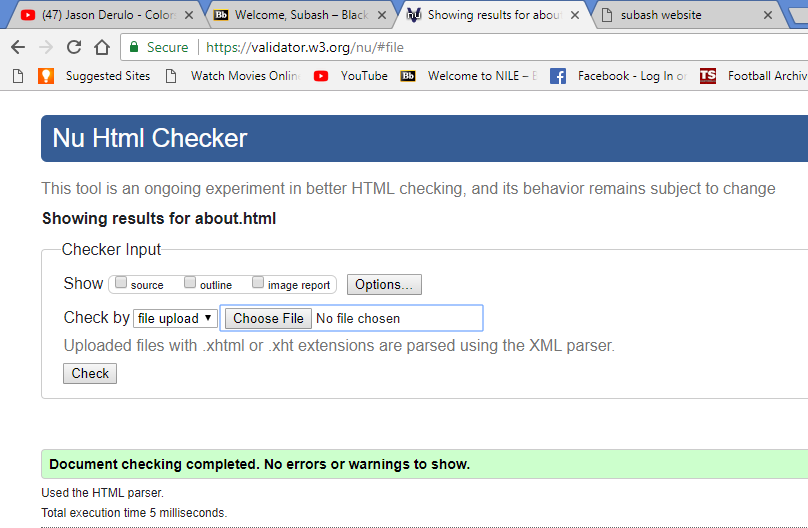 (47) Jason Derulo - Color
Welcome, Subash – Black
Showing results for abou
subash website
Secure
https://validator.w3.org/nu/#file
Suggested Sites
Watch Movies Onlin
YouTube
Bb
Welcome to NILE – B
Facebook - Log In or
TS
Football Archiv
Nu Html Checker
This tool is an ongoing experiment in better HTML checking, and its behavior remains subject to change
Showing results for about.html
Checker Input
Show source outline image report Options...
Check by file upload Choose File No file chosen
Uploaded files with .xhtml or .xht extensions are parsed using the XML parser.
Check
Document checking completed. No errors or warnings to show.
Used the HTML parser.
Total execution time 5 milliseconds.